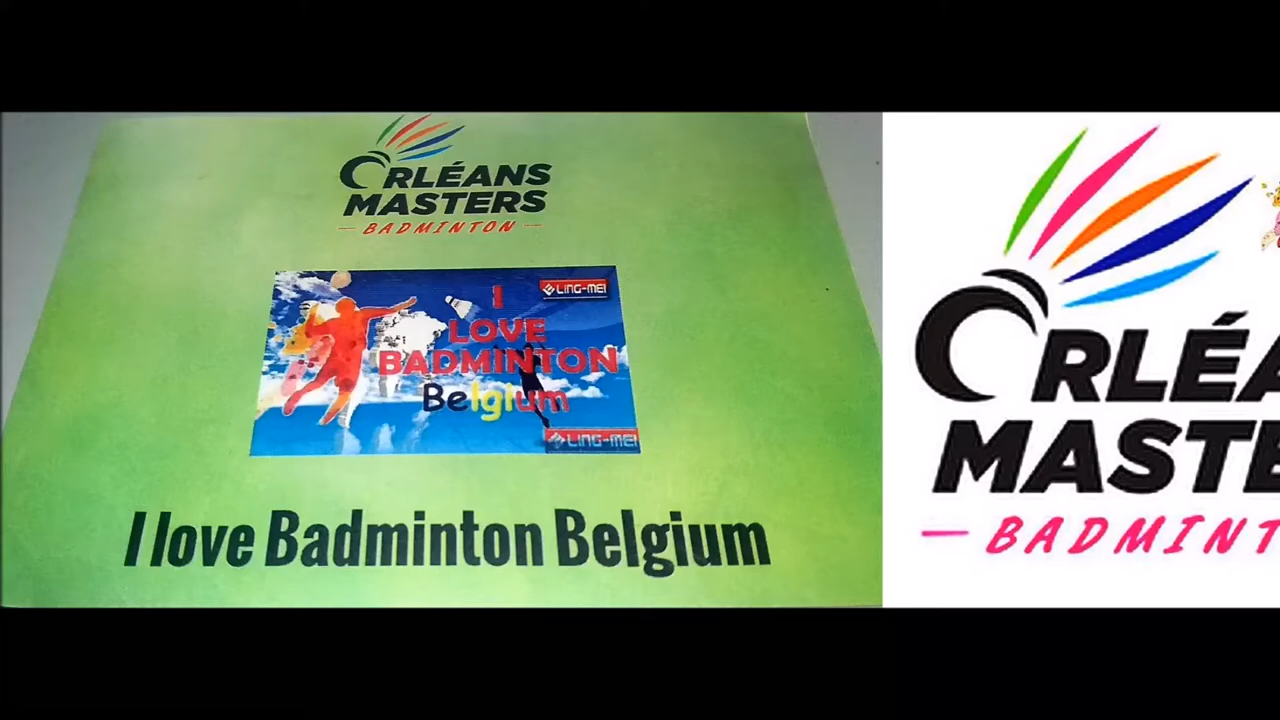 ORLÉANS
MASTERS
BADMINTON
LING-MEI
I
LOVE
BADMINTON
Belgium
LING-MEI
I love Badminton Belgium
ORLÉA
MASTE
BADMINT